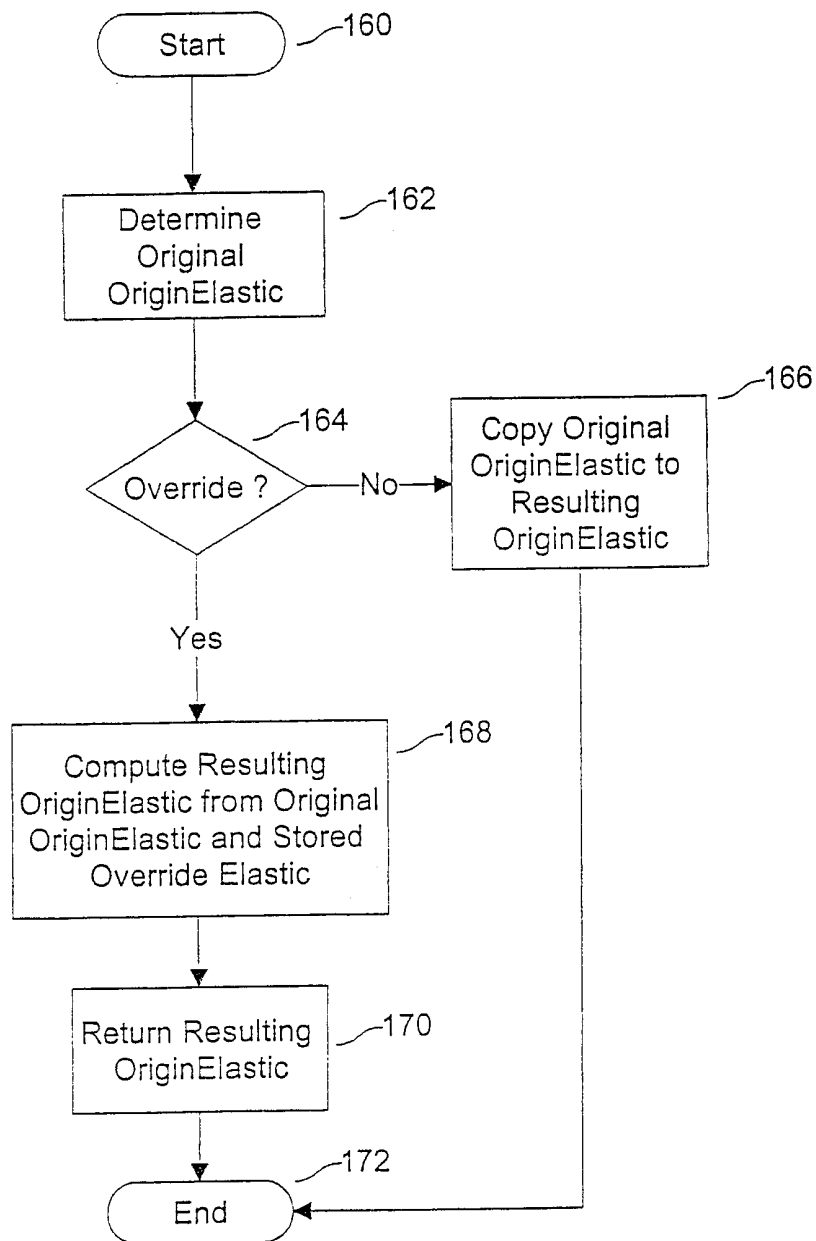 Start
160
Determine
Original
OriginElastic
162
Override ?
164
No
Copy Original
OriginElastic to
Resulting
OriginElastic
166
Yes
Compute Resulting
OriginElastic from Original
OriginElastic and Stored
Override Elastic
168
Return Resulting
OriginElastic
170
End
172